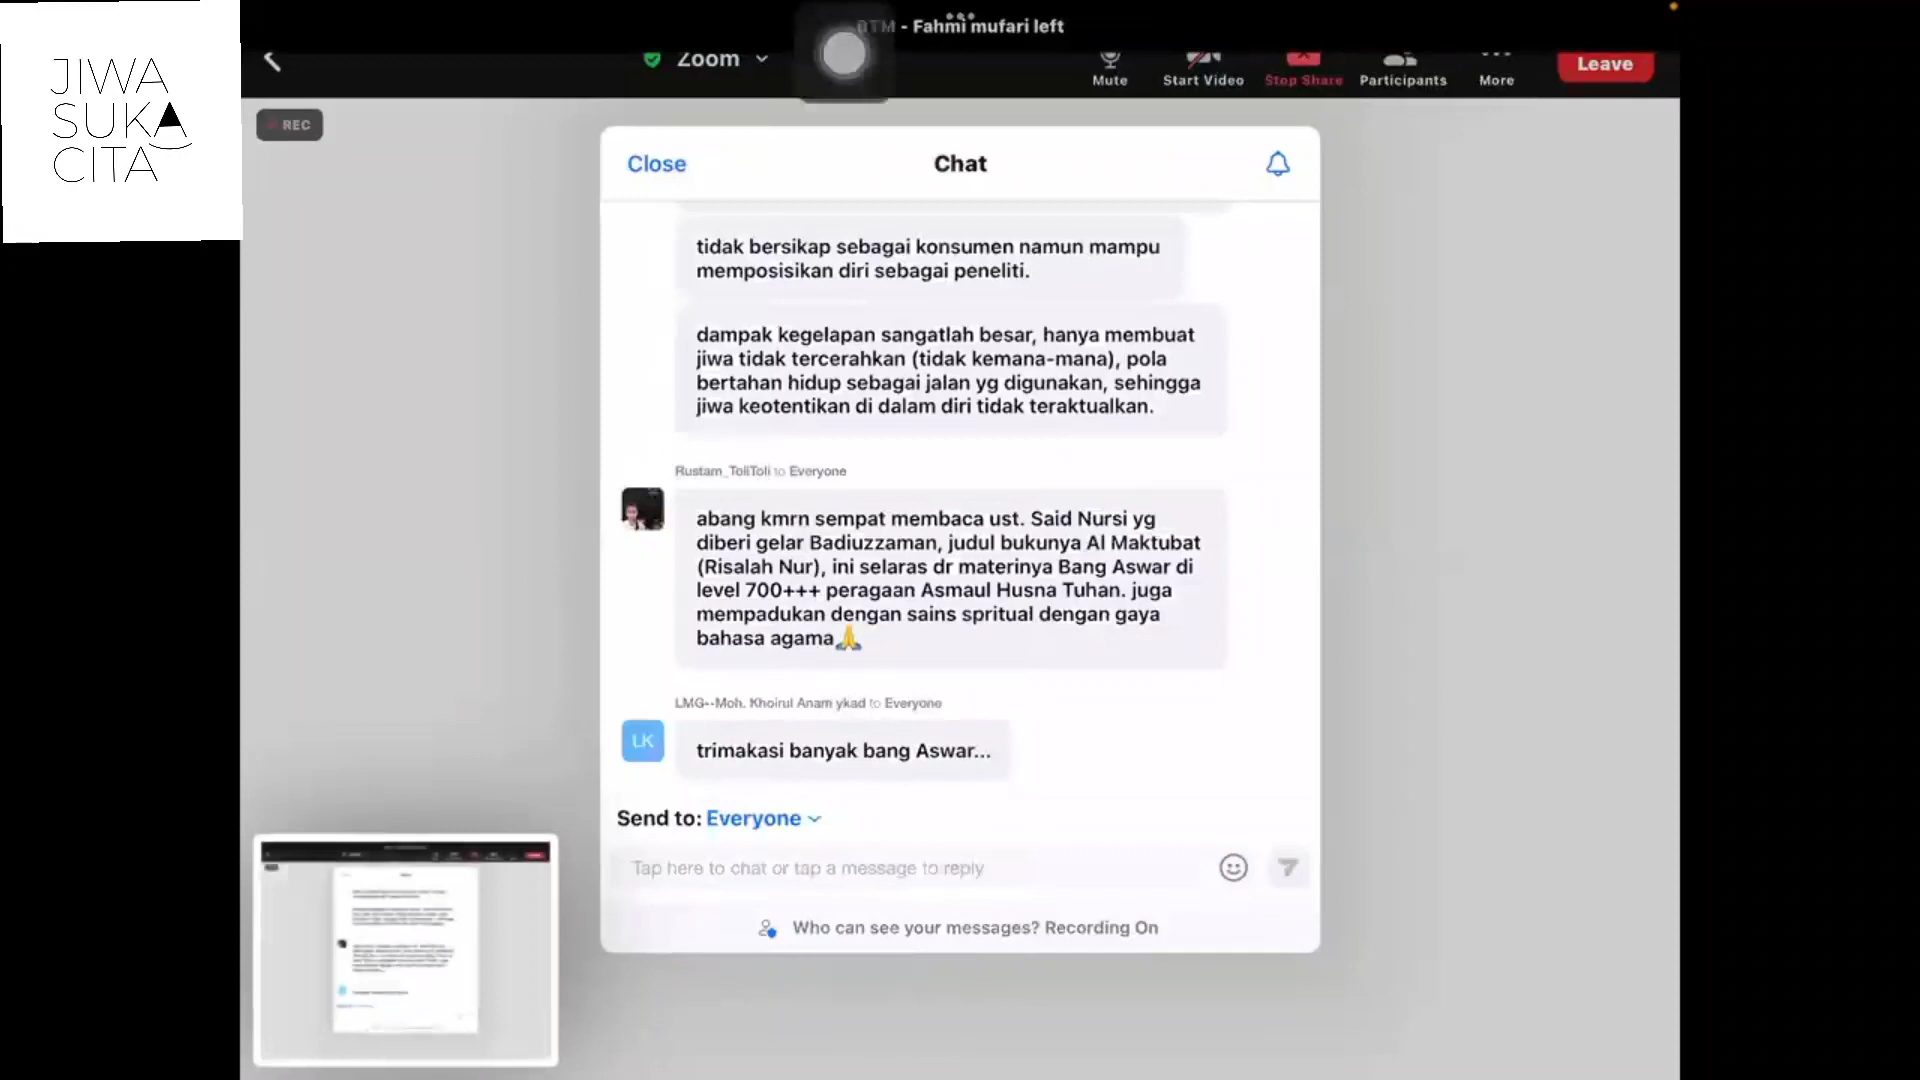 BTM - Fahmi mufari left
JIWA
SUKA
CITA
Zoom
Mute
Start Video
Stop Share
Participants
More
Leave
REC
Close
Chat
tidak bersikap sebagai konsumen namun mampu
memposisikan diri sebagai peneliti.
dampak kegelapan sangatlah besar, hanya membuat
jiwa tidak tercerahkan (tidak kemana-mana), pola
bertahan hidup sebagai jalan yg digunakan, sehingga
jiwa keotentikan di dalam diri tidak teraktualkan.
Rustam_ToliToli to Everyone
abang kmrn sempat membaca ust. Said Nursi yg
diberi gelar Badiuzzaman, judul bukunya Al Maktubat
(Risalah Nur), ini selaras dr materinya Bang Aswar di
level 700+++ peragaan Asmaul Husna Tuhan. juga
mempadukan dengan sains spritual dengan gaya
bahasa agama🙏
LMG--Moh. Khoirul Anam ykad to Everyone
LK
trimakasi banyak bang Aswar...
Send to: Everyone
Tap here to chat or tap a message to reply
Who can see your messages? Recording On